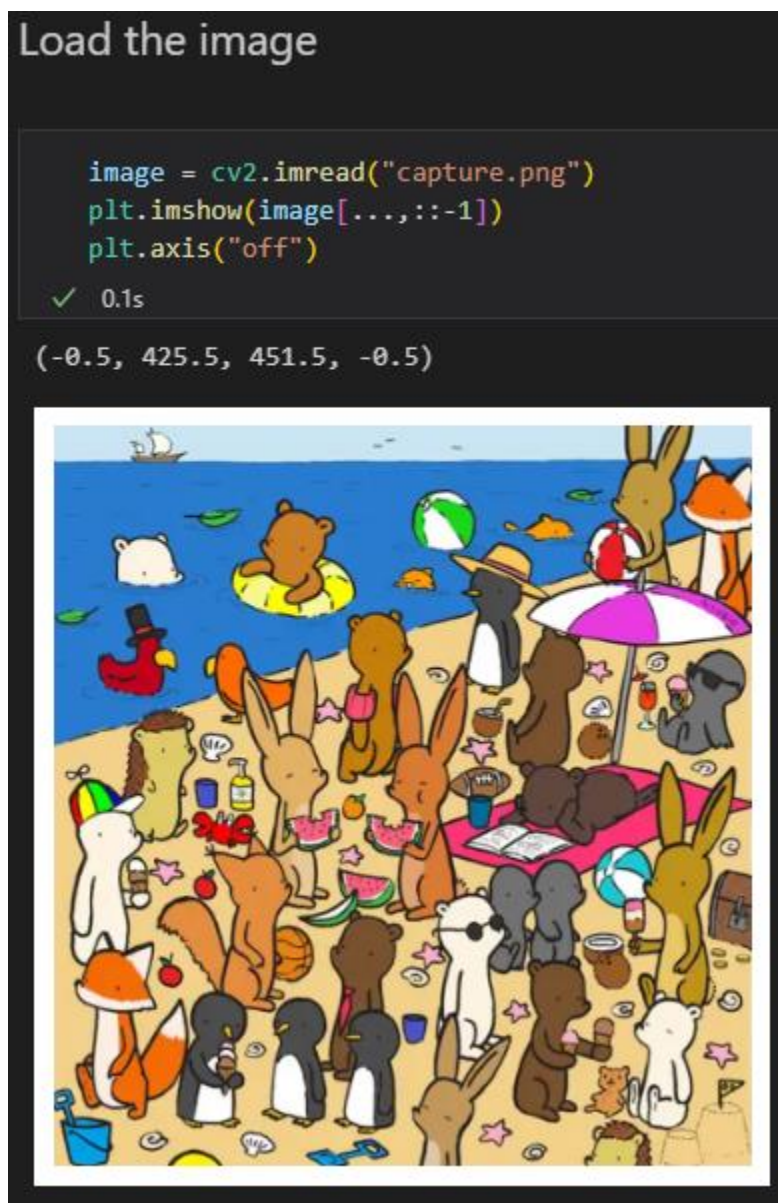 Load the image
image = cv2.imread("capture.png")
plt.imshow(image[...,::-1])
plt.axis("off")
0.1s
(-0.5, 425.5, 451.5, -0.5)